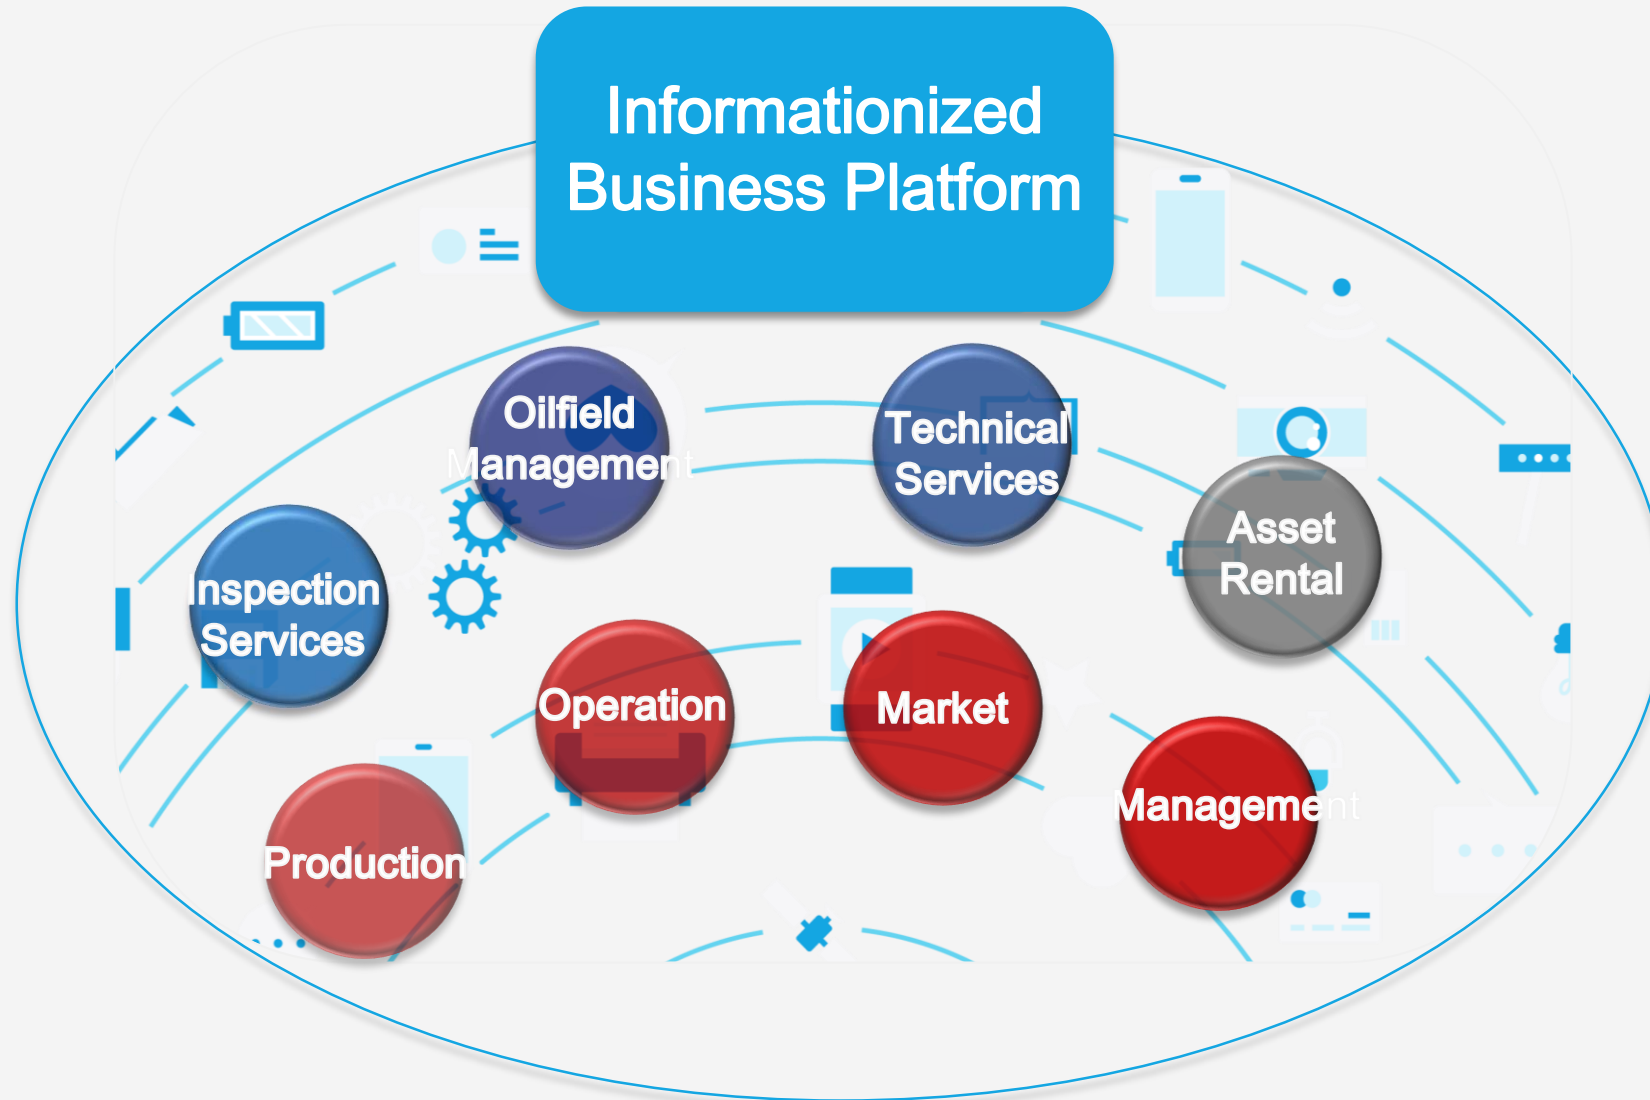 Informationized
Business Platform
Oilfield
Management
Technical
Services
Asset
Rental
Inspection
Services
Operation
Market
Management
Production